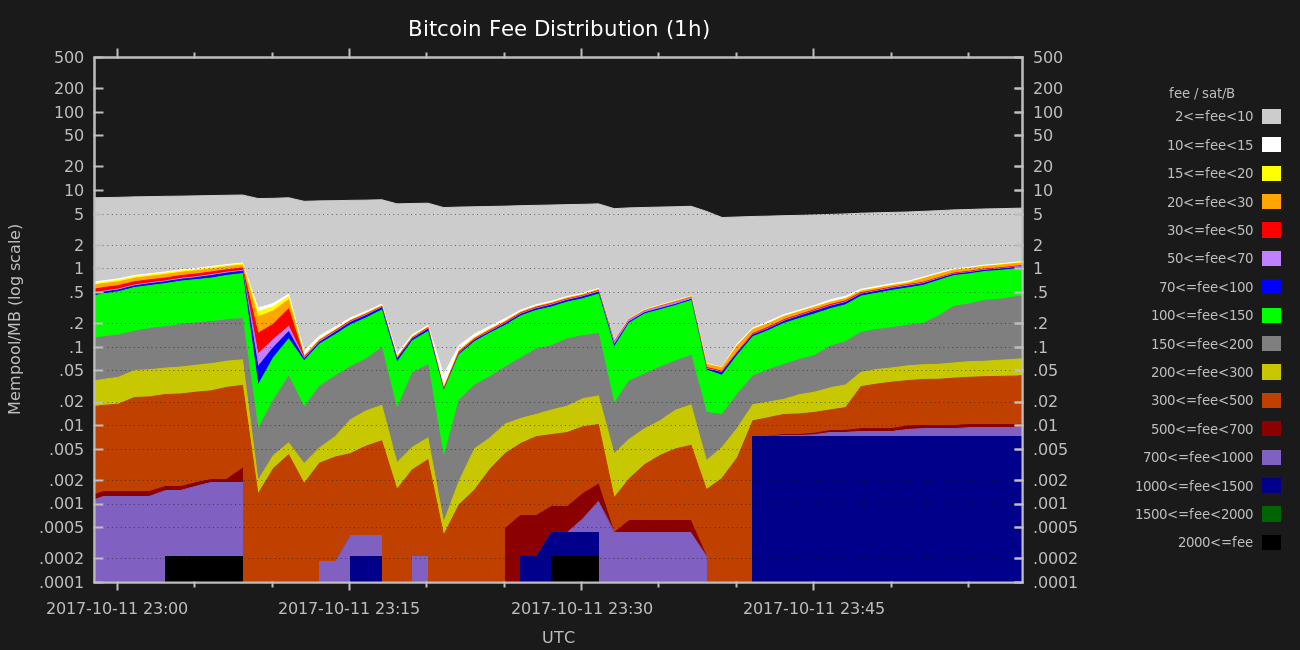 Bitcoin Fee Distribution (1h)
Mempool/MB (log scale)
500
200
100
50
20
10
5
2
1
.5
.2
.1
.05
.02
.01
.005
.002
.001
.0005
.0002
.0001
500
200
100
50
20
10
5
2
1
.5
.2
.1
.05
.02
.01
.005
.002
.001
.0005
.0002
.0001
2017-10-11 23:00 2017-10-11 23:15 2017-10-11 23:30 2017-10-11 23:45
UTC
fee / sat/B
2<=fee<10
10<=fee<15
15<=fee<20
20<=fee<30
30<=fee<50
50<=fee<70
70<=fee<100
100<=fee<150
150<=fee<200
200<=fee<300
300<=fee<500
500<=fee<700
700<=fee<1000
1000<=fee<1500
1500<=fee<2000
2000<=fee